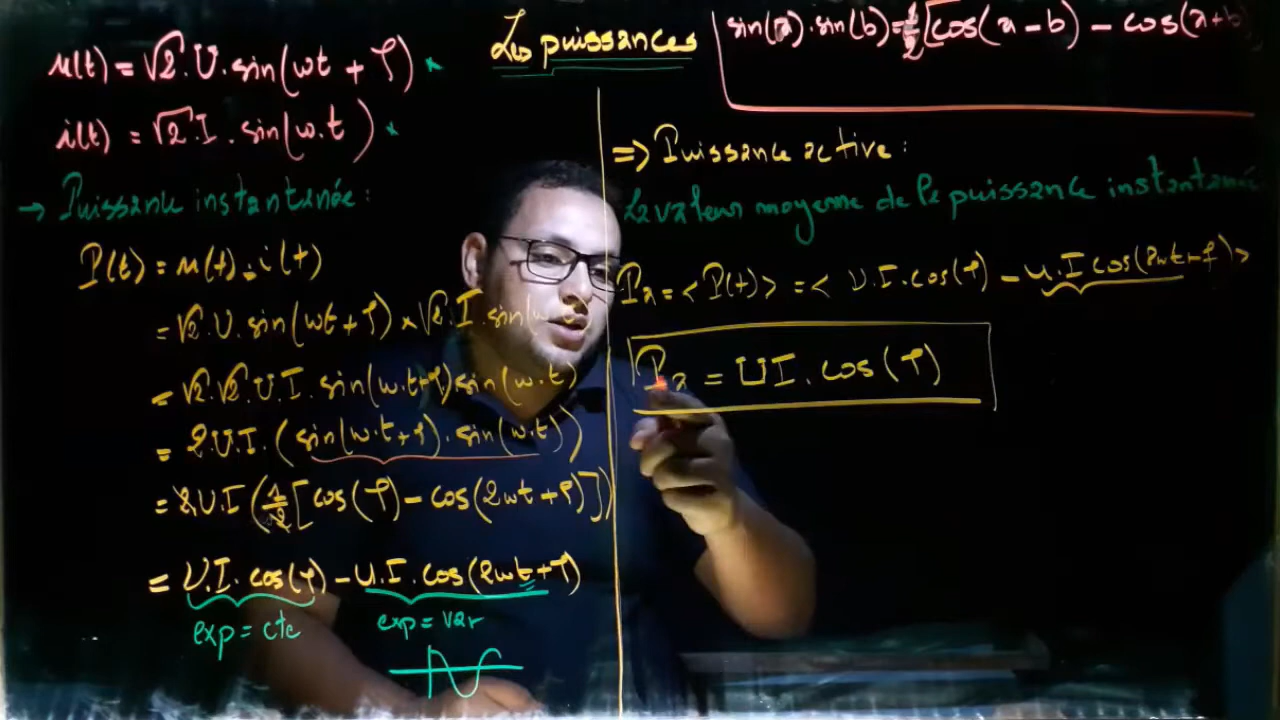 Les puissances
u(t) = √2.U.sin(wt + φ)
i(t) = √2.I.sin(w.t)
→ Puissance instantanée :
P(t) = u(t).i(t)
= √2.U.sin(wt+φ)×√2.I.sin(w
= √2.√2.U.I.sin(w.t+φ)sin(w.t)
= 2.U.I.(sin(w.t+φ).sin(w.t))
= 2U.I(1/2[cos(φ)-cos(2wt+φ)])
= U.I.cos(φ)-U.I.cos(2wt+φ)
exp = cte exp = var
sin(a).sin(b)=1/2[cos(a-b) - cos(a+b
⇒ Puissance active :
La valeur moyenne de la puissance instantanée
Pa = <P(t)> = < U.I.cos(φ) - U.I cos(2wt+φ)>
Pa = UI.cos(φ)